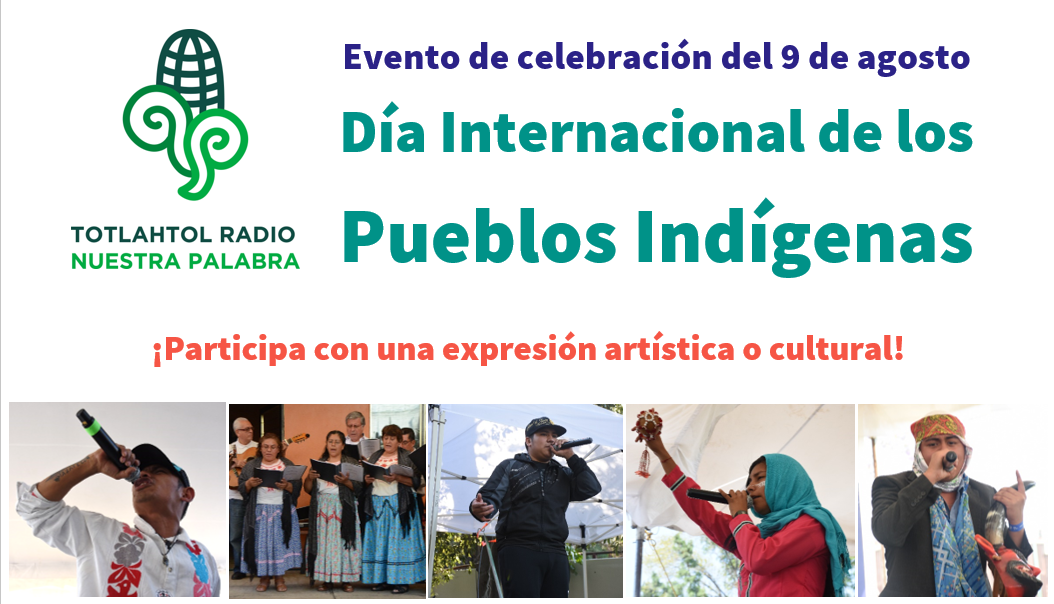 Evento de celebración del 9 de agosto
Día Internacional de los
Pueblos Indígenas
TOTLAHTOL RADIO
NUESTRA PALABRA
¡Participa con una expresión artística o cultural!